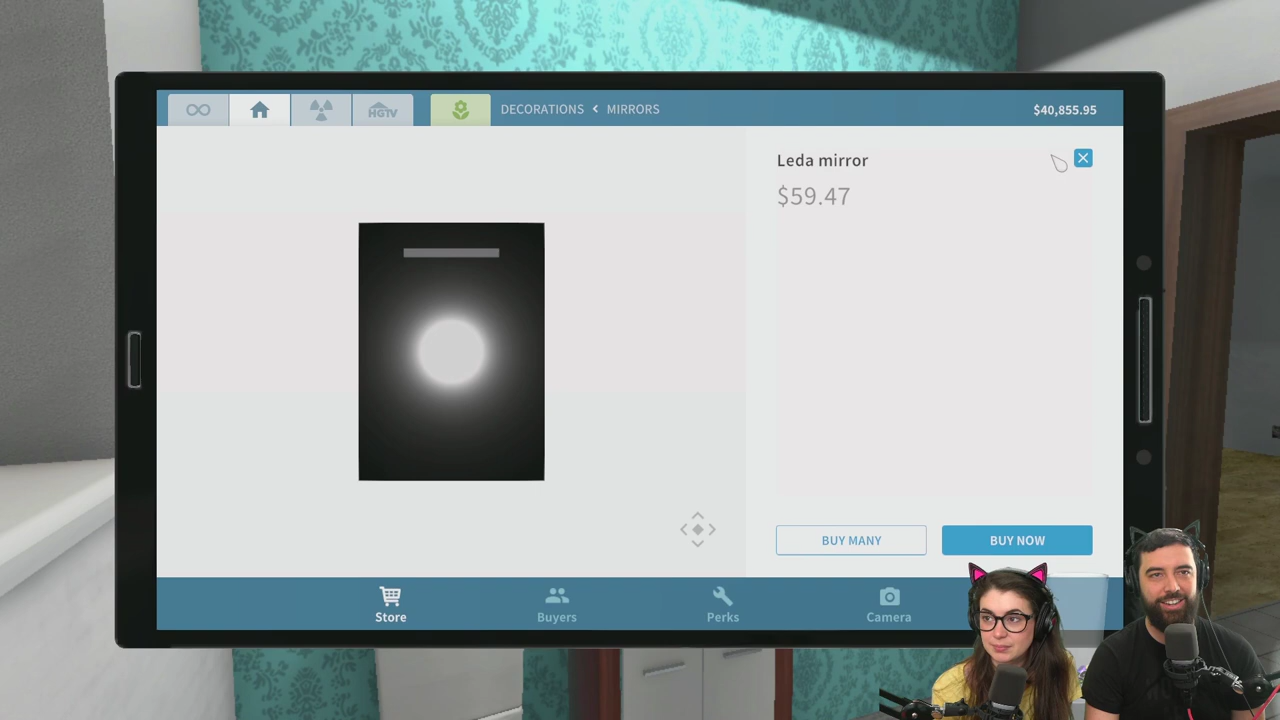 HGTV
DECORATIONS < MIRRORS
$40,855.95
Leda mirror
$59.47
BUY MANY
BUY NOW
Store
Buyers
Perks
Camera